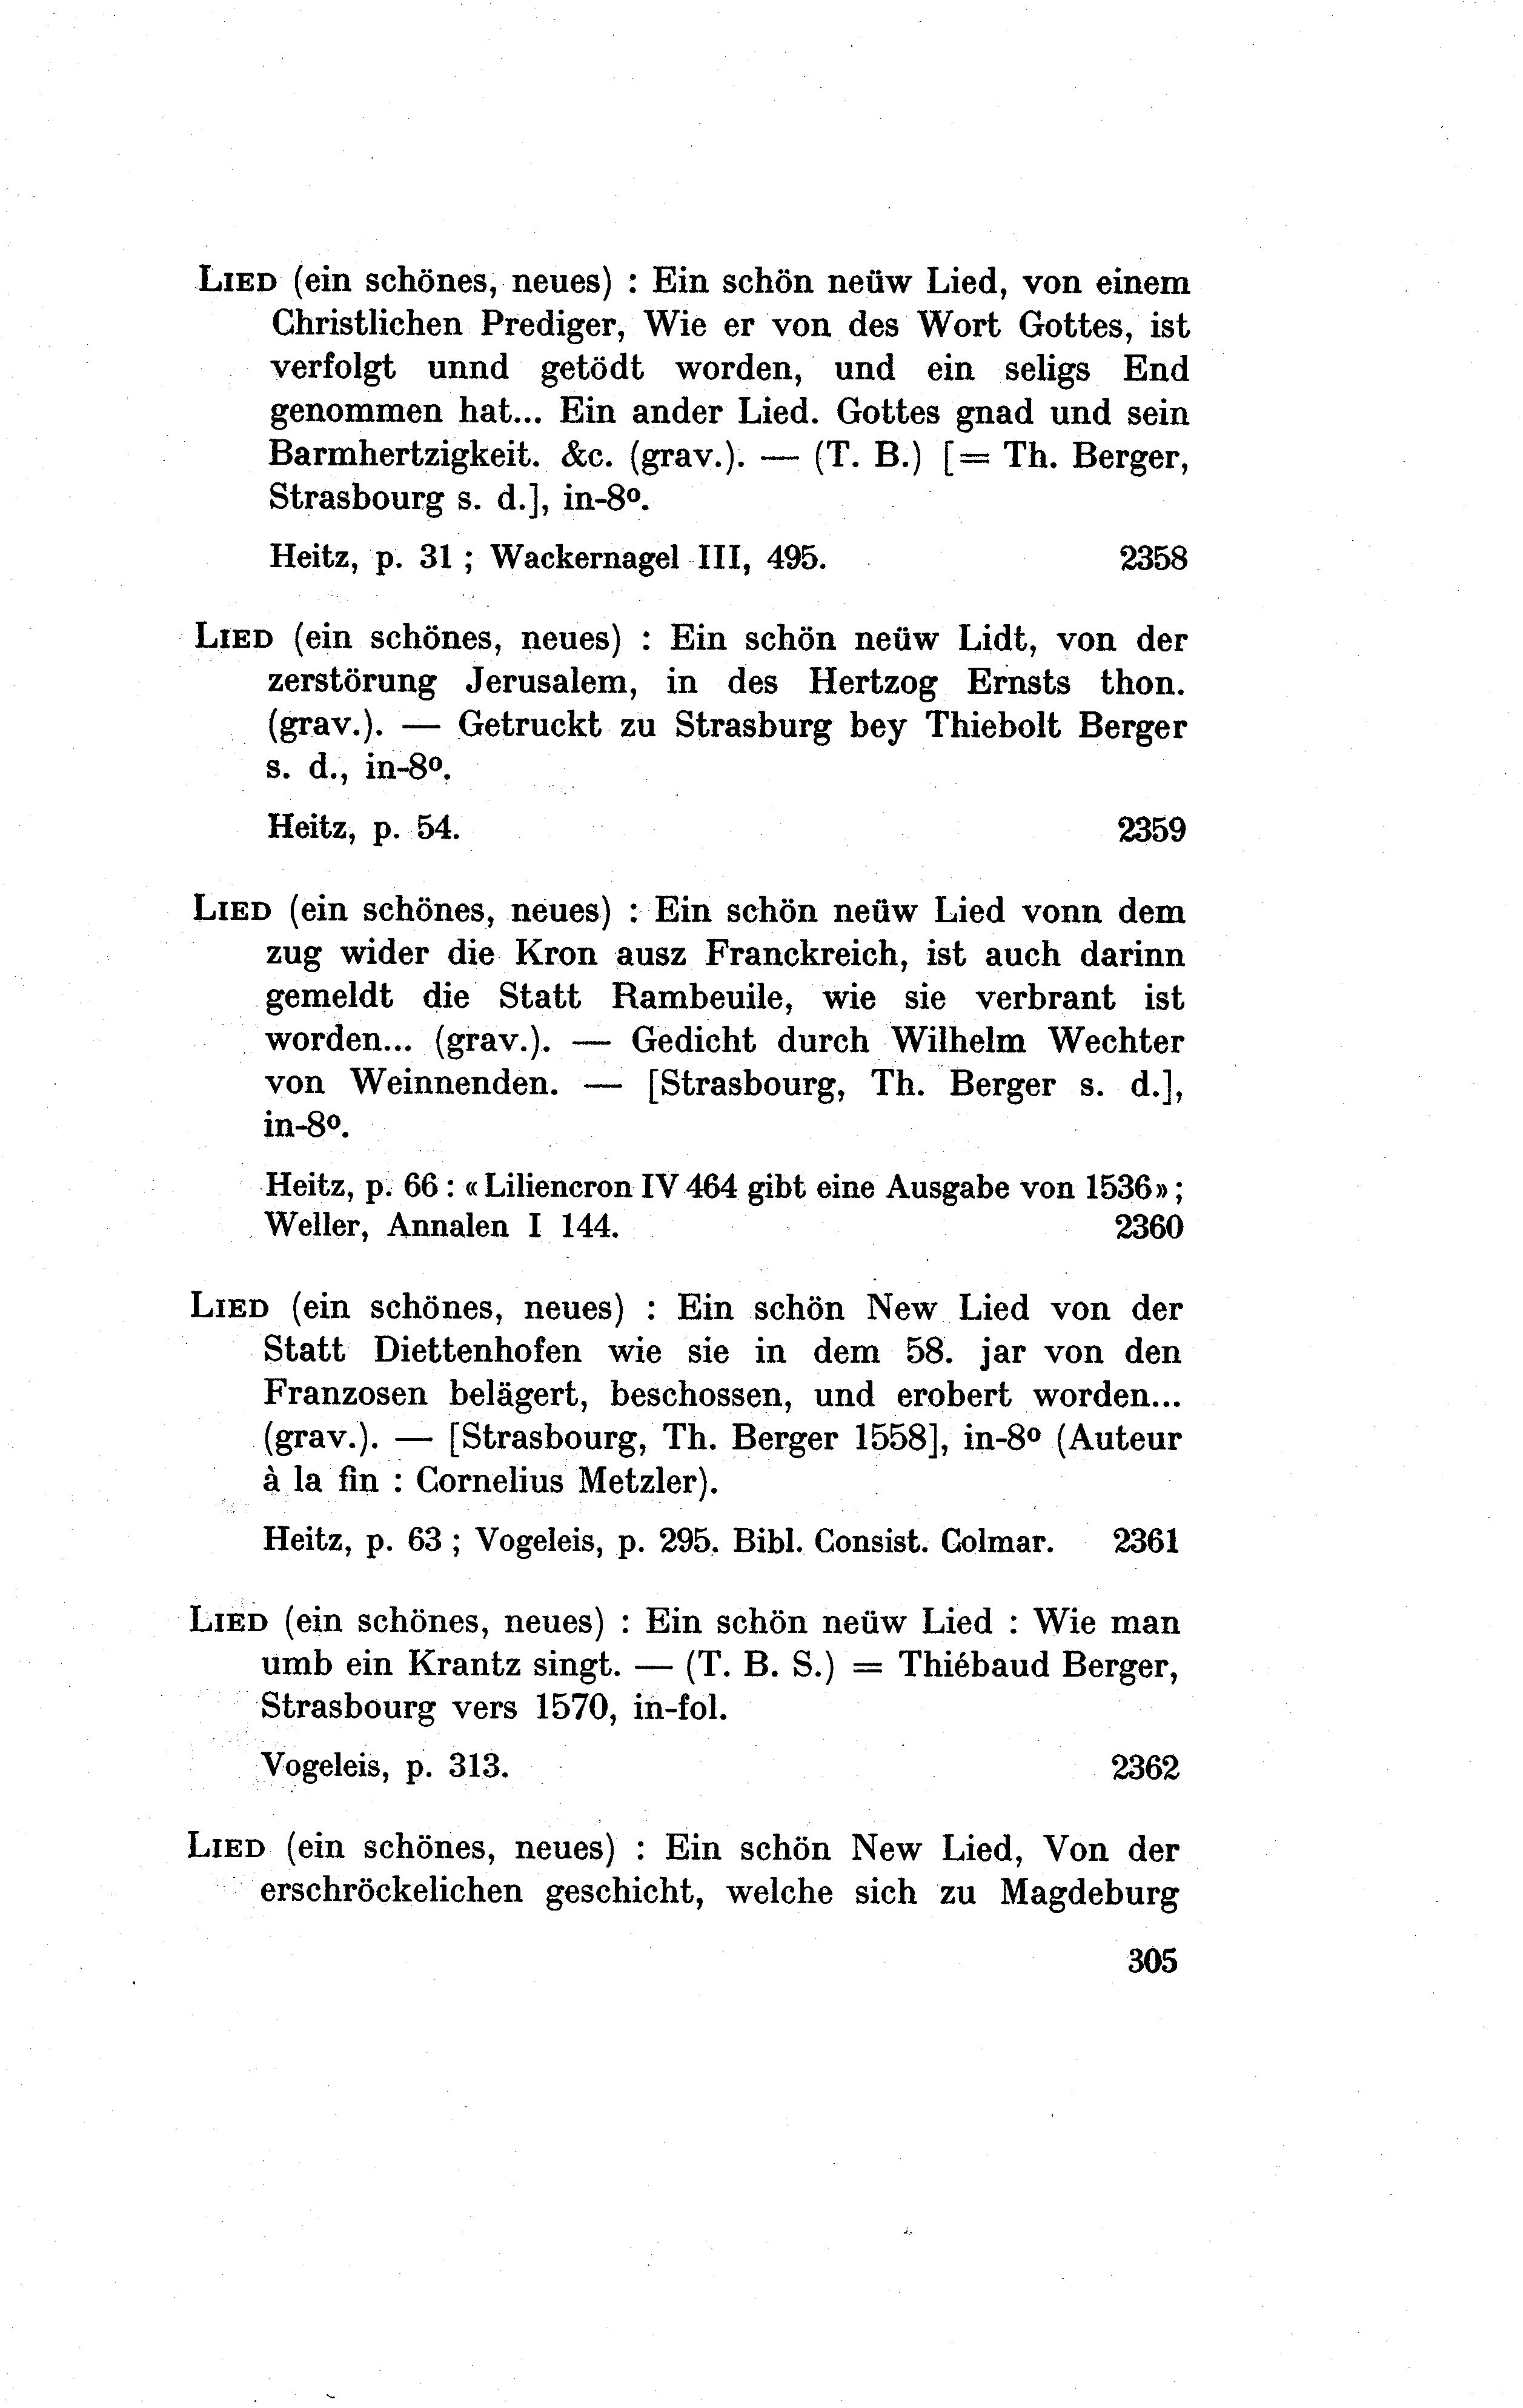 LIED (ein schönes, neues) : Ein schön neüw Lied, von einem
Christlichen Prediger, Wie er von des Wort Gottes, ist
verfolgt unnd getödt worden, und ein seligs End
genommen hat... Ein ander Lied. Gottes gnad und sein
Barmhertzigkeit. &c. (grav.). — (T. B.) [= Th. Berger,
Strasbourg s. d.], in-8º.
Heitz, p. 31 ; Wackernagel III, 495. 2358
LIED (ein schönes, neues) : Ein schön neüw Lidt, von der
zerstörung Jerusalem, in des Hertzog Ernsts thon.
(grav.). — Getruckt zu Strasburg bey Thiebolt Berger
s. d., in-8º.
Heitz, p. 54. 2359
LIED (ein schönes, neues) : Ein schön neüw Lied vonn dem
zug wider die Kron ausz Franckreich, ist auch darinn
gemeldt die Statt Rambeuile, wie sie verbrant ist
worden... (grav.). — Gedicht durch Wilhelm Wechter
von Weinnenden. — [Strasbourg, Th. Berger s. d.],
in-8º.
Heitz, p. 66 : « Liliencron IV 464 gibt eine Ausgabe von 1536» ;
Weller, Annalen I 144. 2360
LIED (ein schönes, neues) : Ein schön New Lied von der
Statt Diettenhofen wie sie in dem 58. jar von den
Franzosen belägert, beschossen, und erobert worden...
(grav.). — [Strasbourg, Th. Berger 1558], in-8º (Auteur
à la fin : Cornelius Metzler).
Heitz, p. 63 ; Vogeleis, p. 295. Bibl. Consist. Colmar. 2361
LIED (ein schönes, neues) : Ein schön neüw Lied : Wie man
umb ein Krantz singt. — (T. B. S.) = Thiébaud Berger,
Strasbourg vers 1570, in-fol.
Vogeleis, p. 313. 2362
LIED (ein schönes, neues) : Ein schön New Lied, Von der
erschröckelichen geschicht, welche sich zu Magdeburg
305